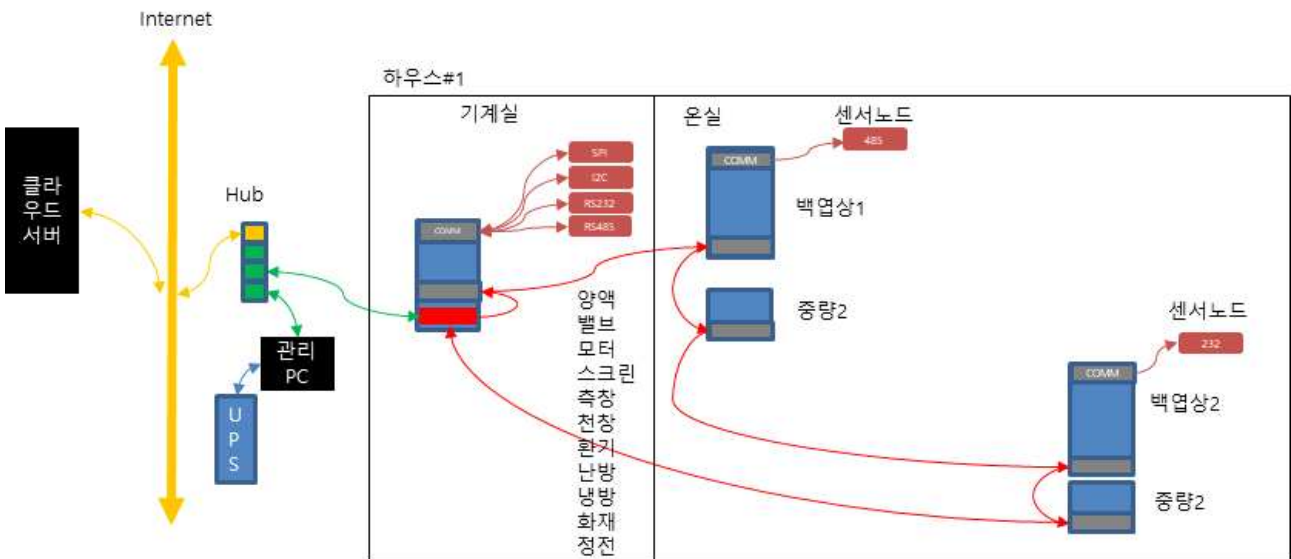 Internet
하우스#1
기계실
온실
센서노드
485
SPI
I2C
RS232
RS485
COMM
COMM
클라
우드
서버
Hub
백엽상1
양액
밸브
모터
스크린
측창
천창
환기
난방
냉방
화재
정전
중량2
센서노드
232
관리
PC
COMM
백엽상2
U
P
S
중량2